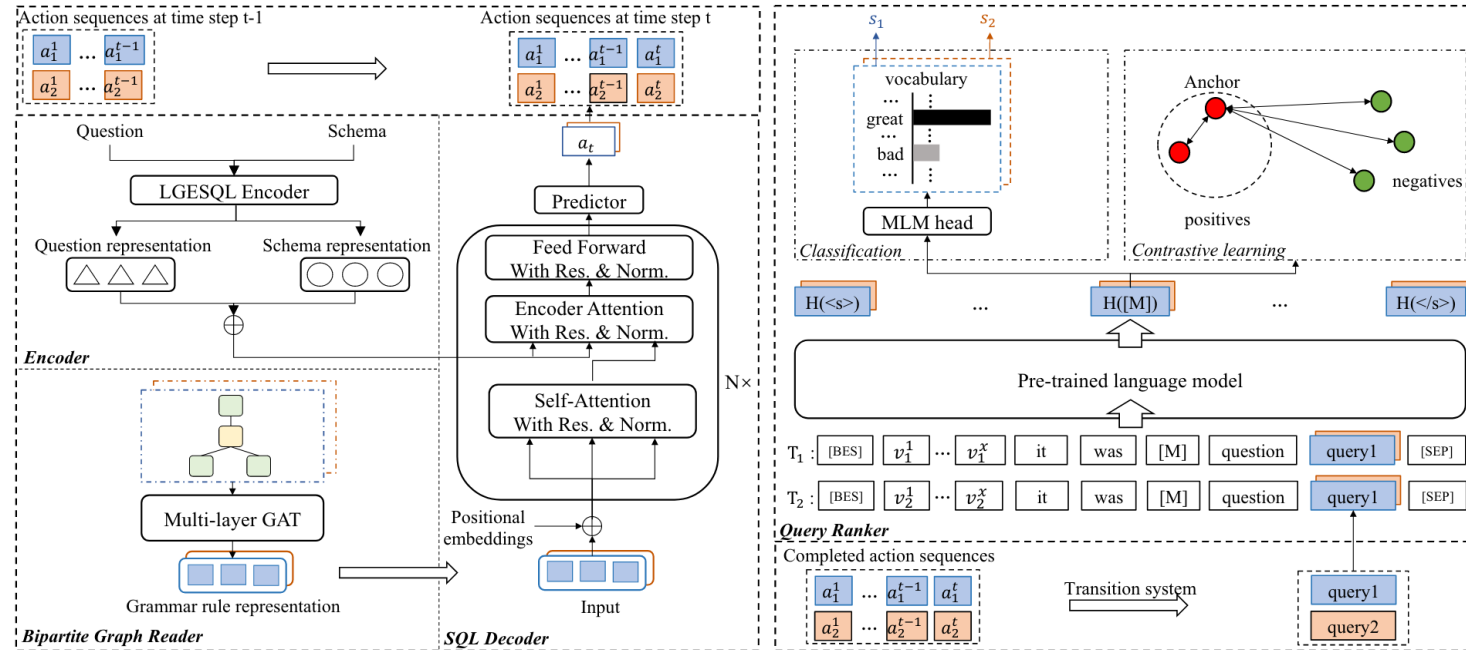 Action sequences at time step t-1
a_1^1 ... a_1^{t-1}
a_2^1 ... a_2^{t-1}
Action sequences at time step t
a_1^1 ... a_1^{t-1} a_1^t
a_2^1 ... a_2^{t-1} a_2^t
Question
Schema
LGESQL Encoder
Question representation
Schema representation
Encoder
Multi-layer GAT
Grammar rule representation
Bipartite Graph Reader
a_t
Predictor
Feed Forward
With Res. & Norm.
Encoder Attention
With Res. & Norm.
Self-Attention
With Res. & Norm.
N×
Positional
embeddings
Input
SQL Decoder
s_1
s_2
vocabulary
...
great
...
bad
...
MLM head
Classification
Anchor
negatives
positives
Contrastive learning
H(<s>) ... H([M]) ... H(</s>)
Pre-trained language model
T_1 : [BES] v_1^1 ... v_1^x it was [M] question query1 [SEP]
T_2 : [BES] v_2^1 ... v_2^x it was [M] question query1 [SEP]
Query Ranker
Completed action sequences
a_1^1 ... a_1^{t-1} a_1^t
a_2^1 ... a_2^{t-1} a_2^t
Transition system
query1
query2